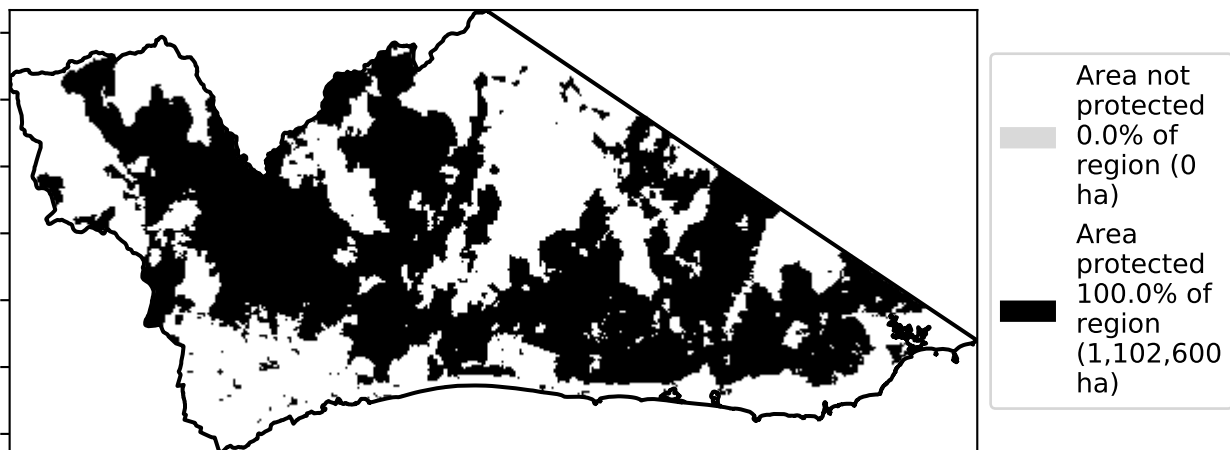 Area not
protected
0.0% of
region (0
ha)
Area
protected
100.0% of
region
(1,102,600
ha)